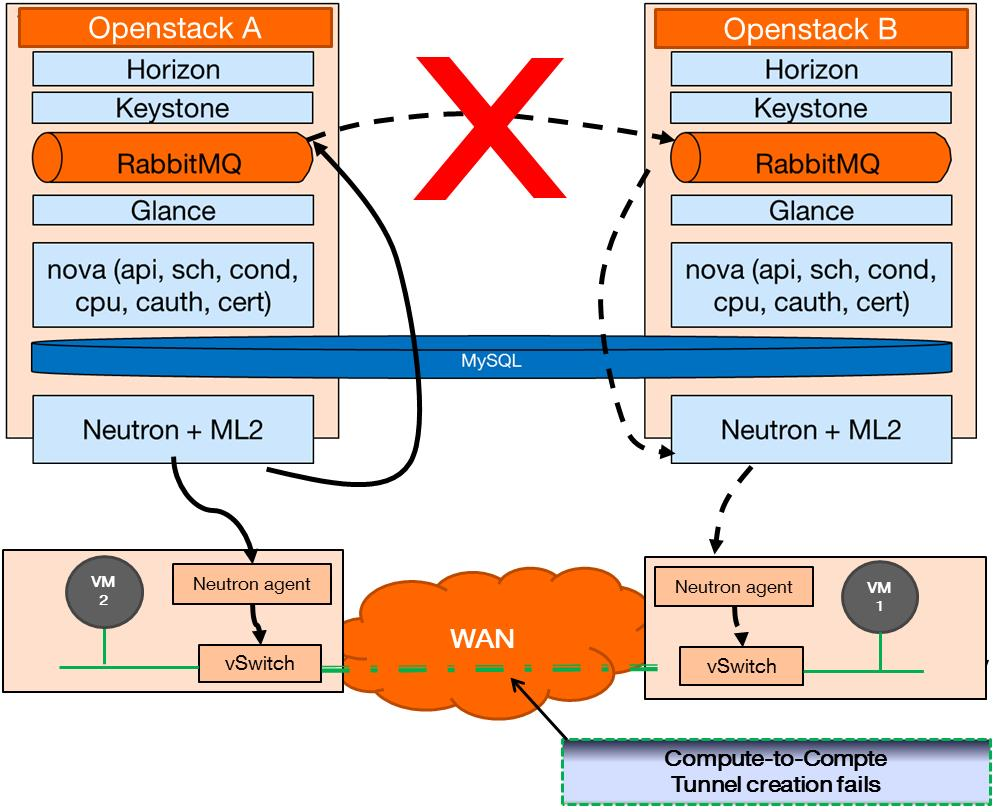 Openstack A
Horizon
Keystone
RabbitMQ
Glance
nova (api, sch, cond,
cpu, cauth, cert)
Openstack B
Horizon
Keystone
RabbitMQ
Glance
nova (api, sch, cond,
cpu, cauth, cert)
MySQL
Neutron + ML2
Neutron + ML2
VM
2
Neutron agent
vSwitch
WAN
Neutron agent
vSwitch
VM
1
Compute-to-Compte
Tunnel creation fails